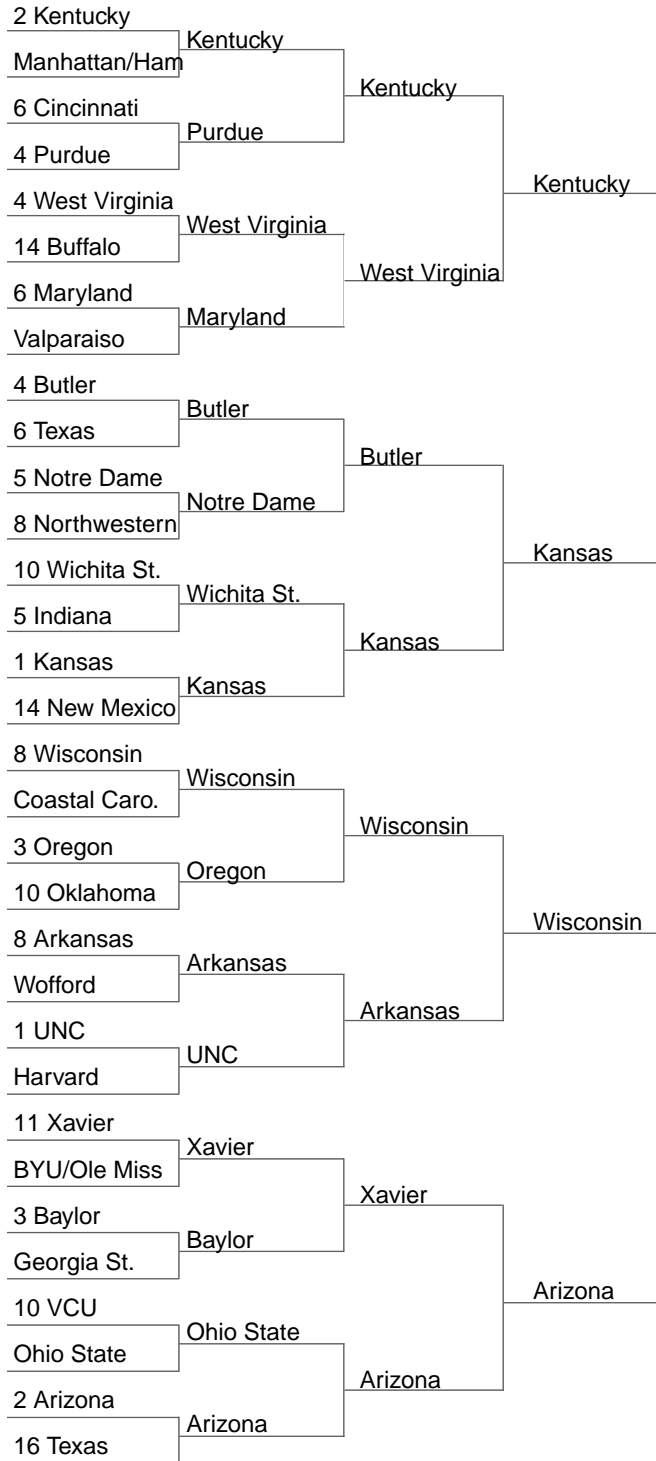 2 Kentucky
Manhattan/Ham
6 Cincinnati
4 Purdue
4 West Virginia
14 Buffalo
6 Maryland
Valparaiso
4 Butler
6 Texas
5 Notre Dame
8 Northwestern
10 Wichita St.
5 Indiana
1 Kansas
14 New Mexico
8 Wisconsin
Coastal Caro.
3 Oregon
10 Oklahoma
8 Arkansas
Wofford
1 UNC
Harvard
11 Xavier
BYU/Ole Miss
3 Baylor
Georgia St.
10 VCU
Ohio State
2 Arizona
16 Texas
Kentucky
Purdue
West Virginia
Maryland
Butler
Notre Dame
Wichita St.
Kansas
Wisconsin
Oregon
Arkansas
UNC
Xavier
Baylor
Ohio State
Arizona
Kentucky
West Virginia
Butler
Kansas
Wisconsin
Arkansas
Xavier
Arizona
Kentucky
Kansas
Wisconsin
Arizona